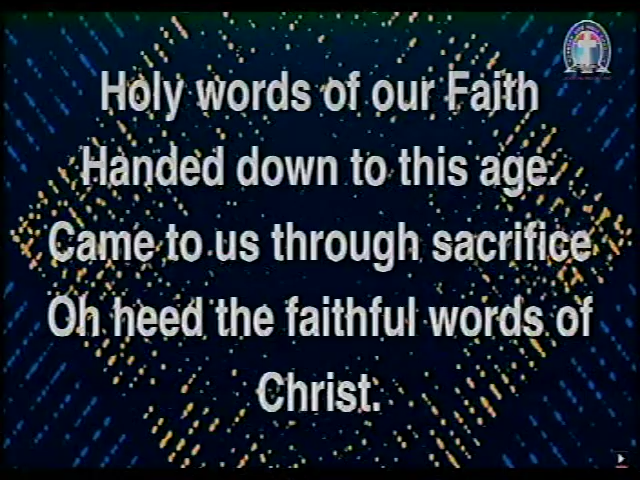 Holy words of our Faith
Handed down to this age.
Came to us through sacrifice
Oh heed the faithful words of
Christ.